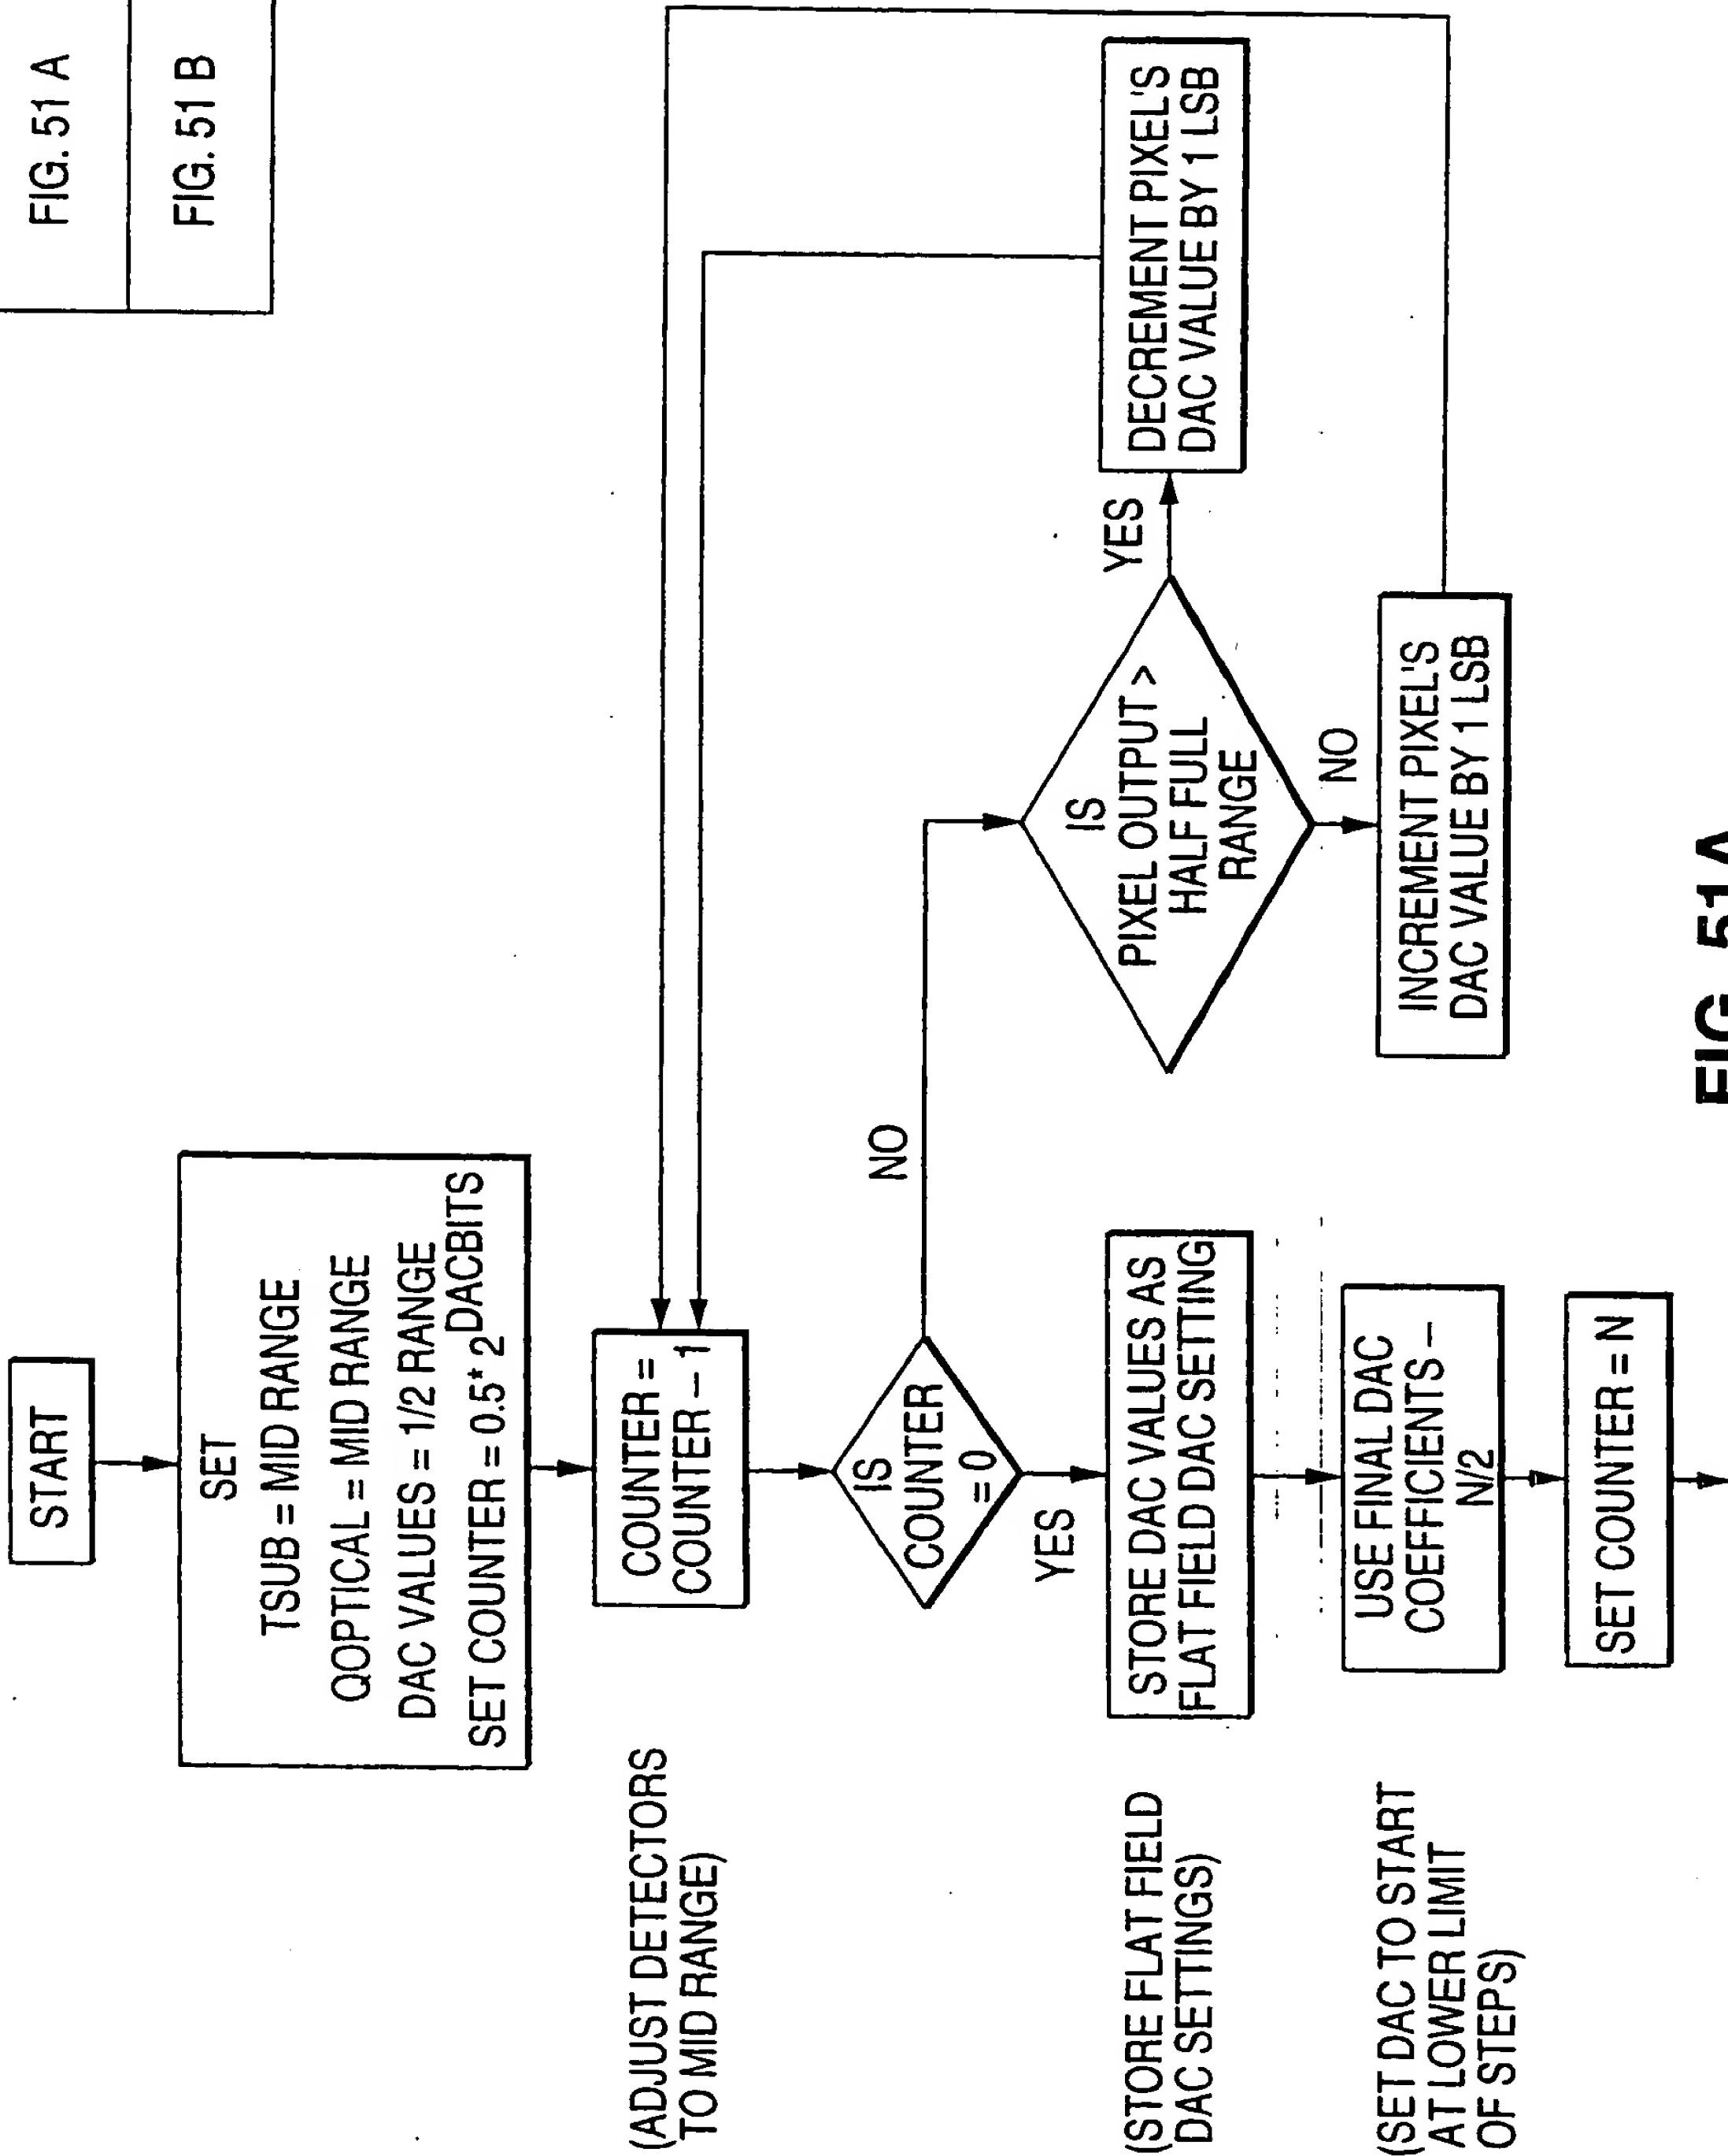 FIG. 51 A
FIG. 51 B
START
SET
TSUB = MID RANGE
QOPTICAL = MID RANGE
DAC VALUES = 1/2 RANGE
SET COUNTER = 0.5* 2 DACBITS
(ADJUST DETECTORS
TO MID RANGE)
COUNTER =
COUNTER – 1
IS
COUNTER
= 0
NO
YES
IS
PIXEL OUTPUT >
HALF FULL
RANGE
YES
DECREMENT PIXEL'S
DAC VALUE BY 1 LSB
NO
INCREMENT PIXEL'S
DAC VALUE BY 1 LSB
(STORE FLAT FIELD
DAC SETTINGS)
STORE DAC VALUES AS
FLAT FIELD DAC SETTING
(SET DAC TO START
AT LOWER LIMIT
OF STEPS)
USE FINAL DAC
COEFFICIENTS –
N/2
SET COUNTER = N
FIG. 51A